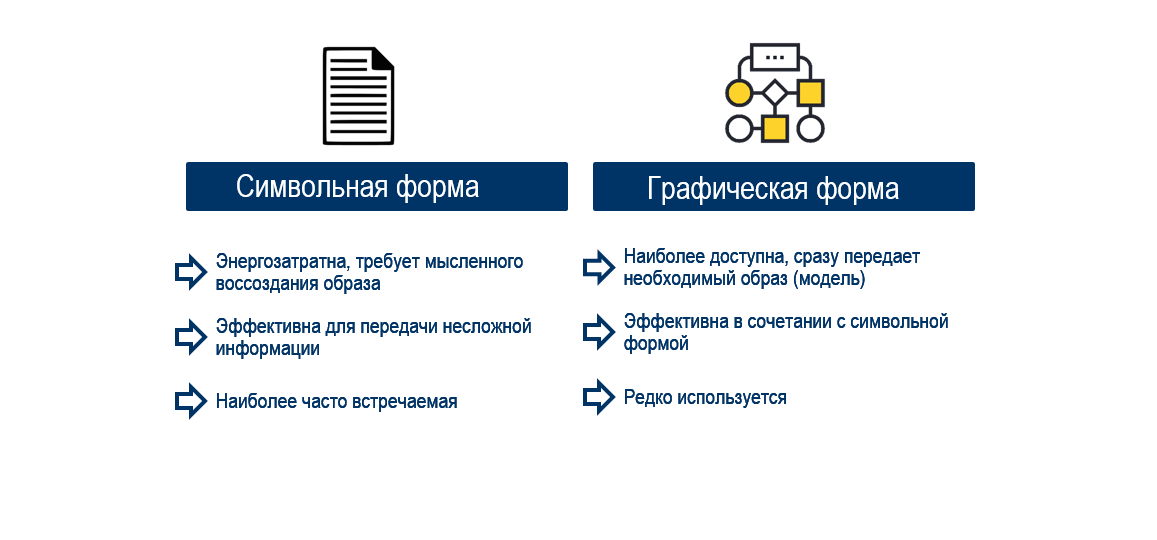 Символьная форма
Энергозатратна, требует мысленного
воссоздания образа
Эффективна для передачи несложной
информации
Наиболее часто встречаемая
Графическая форма
Наиболее доступна, сразу передает
необходимый образ (модель)
Эффективна в сочетании с символьной
формой
Редко используется